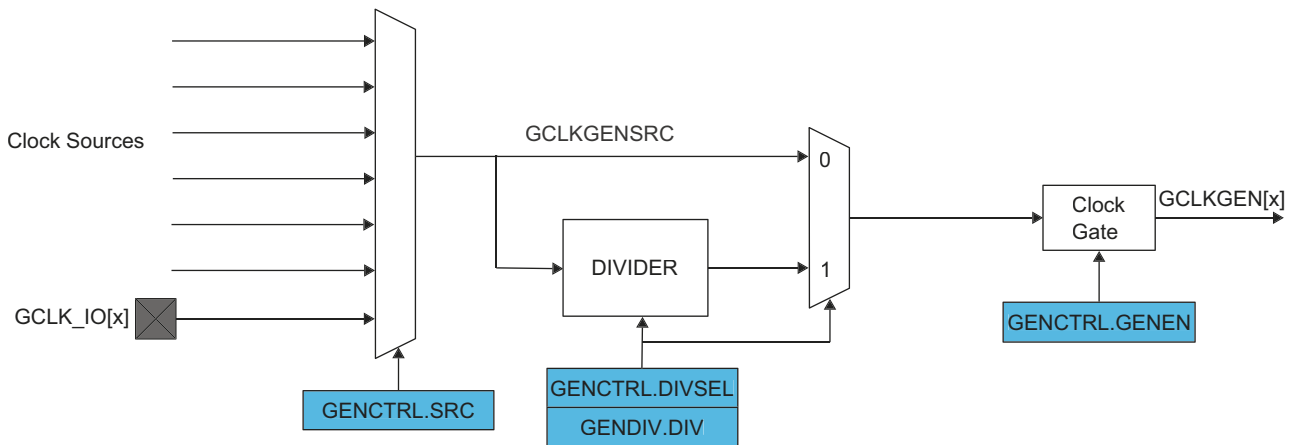 Clock Sources
GCLK_IO[x]
GENCTRL.SRC
GCLKGENSRC
DIVIDER
GENCTRL.DIVSEL
GENDIV.DIV
0
1
Clock
Gate
GENCTRL.GENEN
GCLKGEN[x]